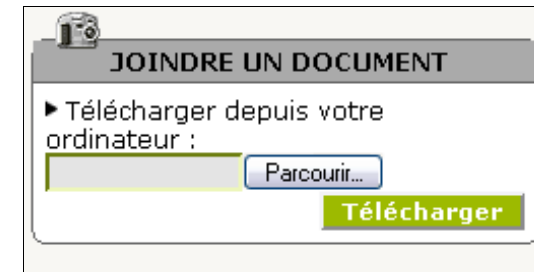 JOINDRE UN DOCUMENT
Télécharger depuis votre
ordinateur :
Parcourir...
Télécharger